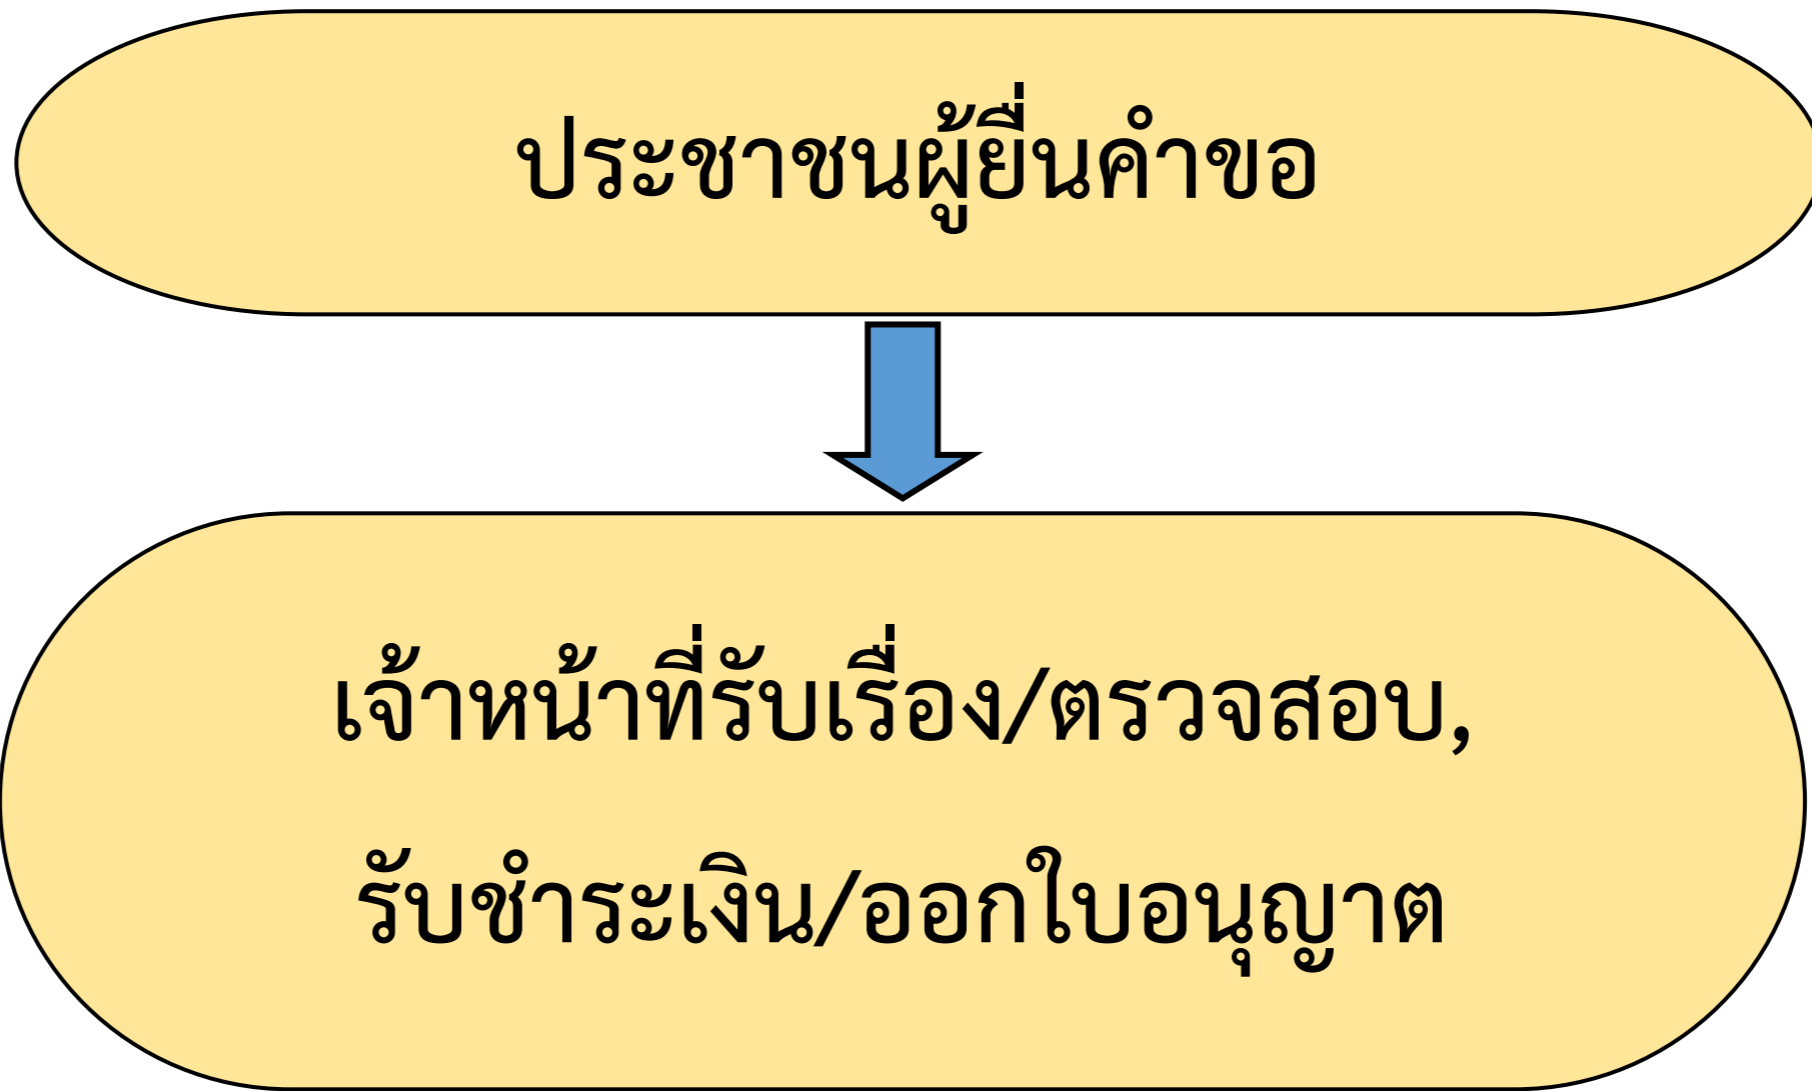 ประชาชนผู้ยื่นคำขอ
เจ้าหน้าที่รับเรื่อง/ตรวจสอบ,
รับชำระเงิน/ออกใบอนุญาต